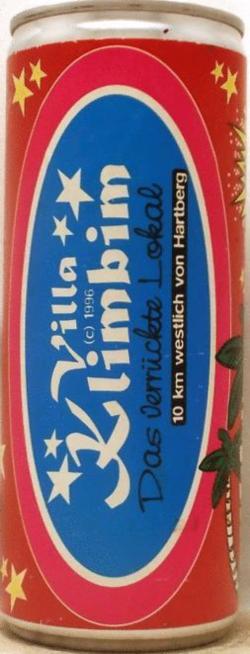 Villa
(c) 1996
Klimbim
Das verrückte Lokal
10 km westlich von Hartberg